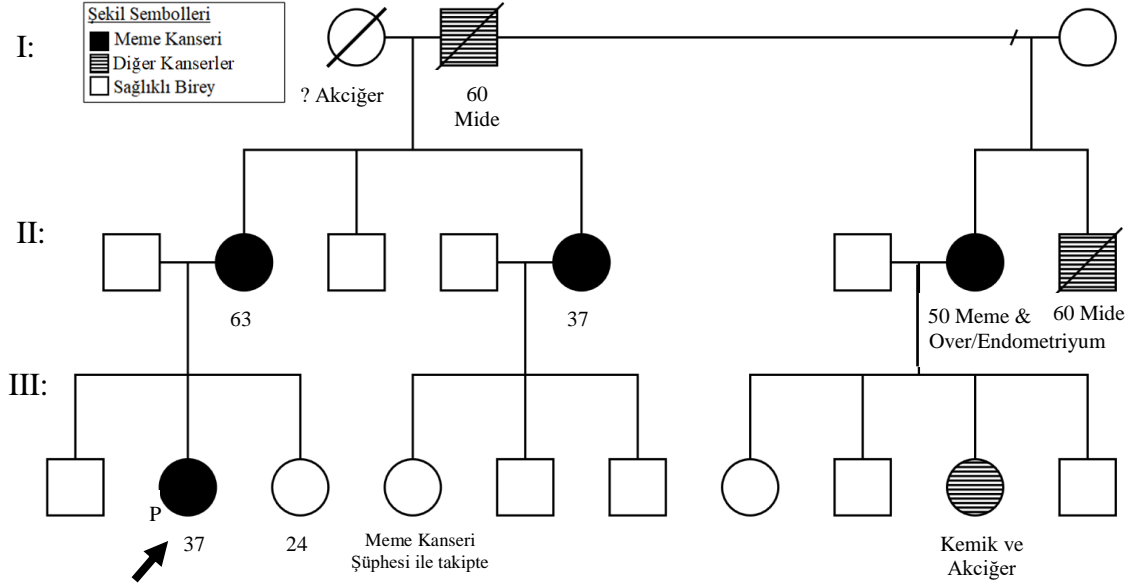 Şekil Sembolleri
Meme Kanseri
Diğer Kanserler
Sağlıklı Birey
I:
? Akciğer
60
Mide
II:
63
37
50 Meme &
Over/Endometriyum
60 Mide
III:
P
37
24
Meme Kanseri
Şüphesi ile takipte
Kemik ve
Akciğer